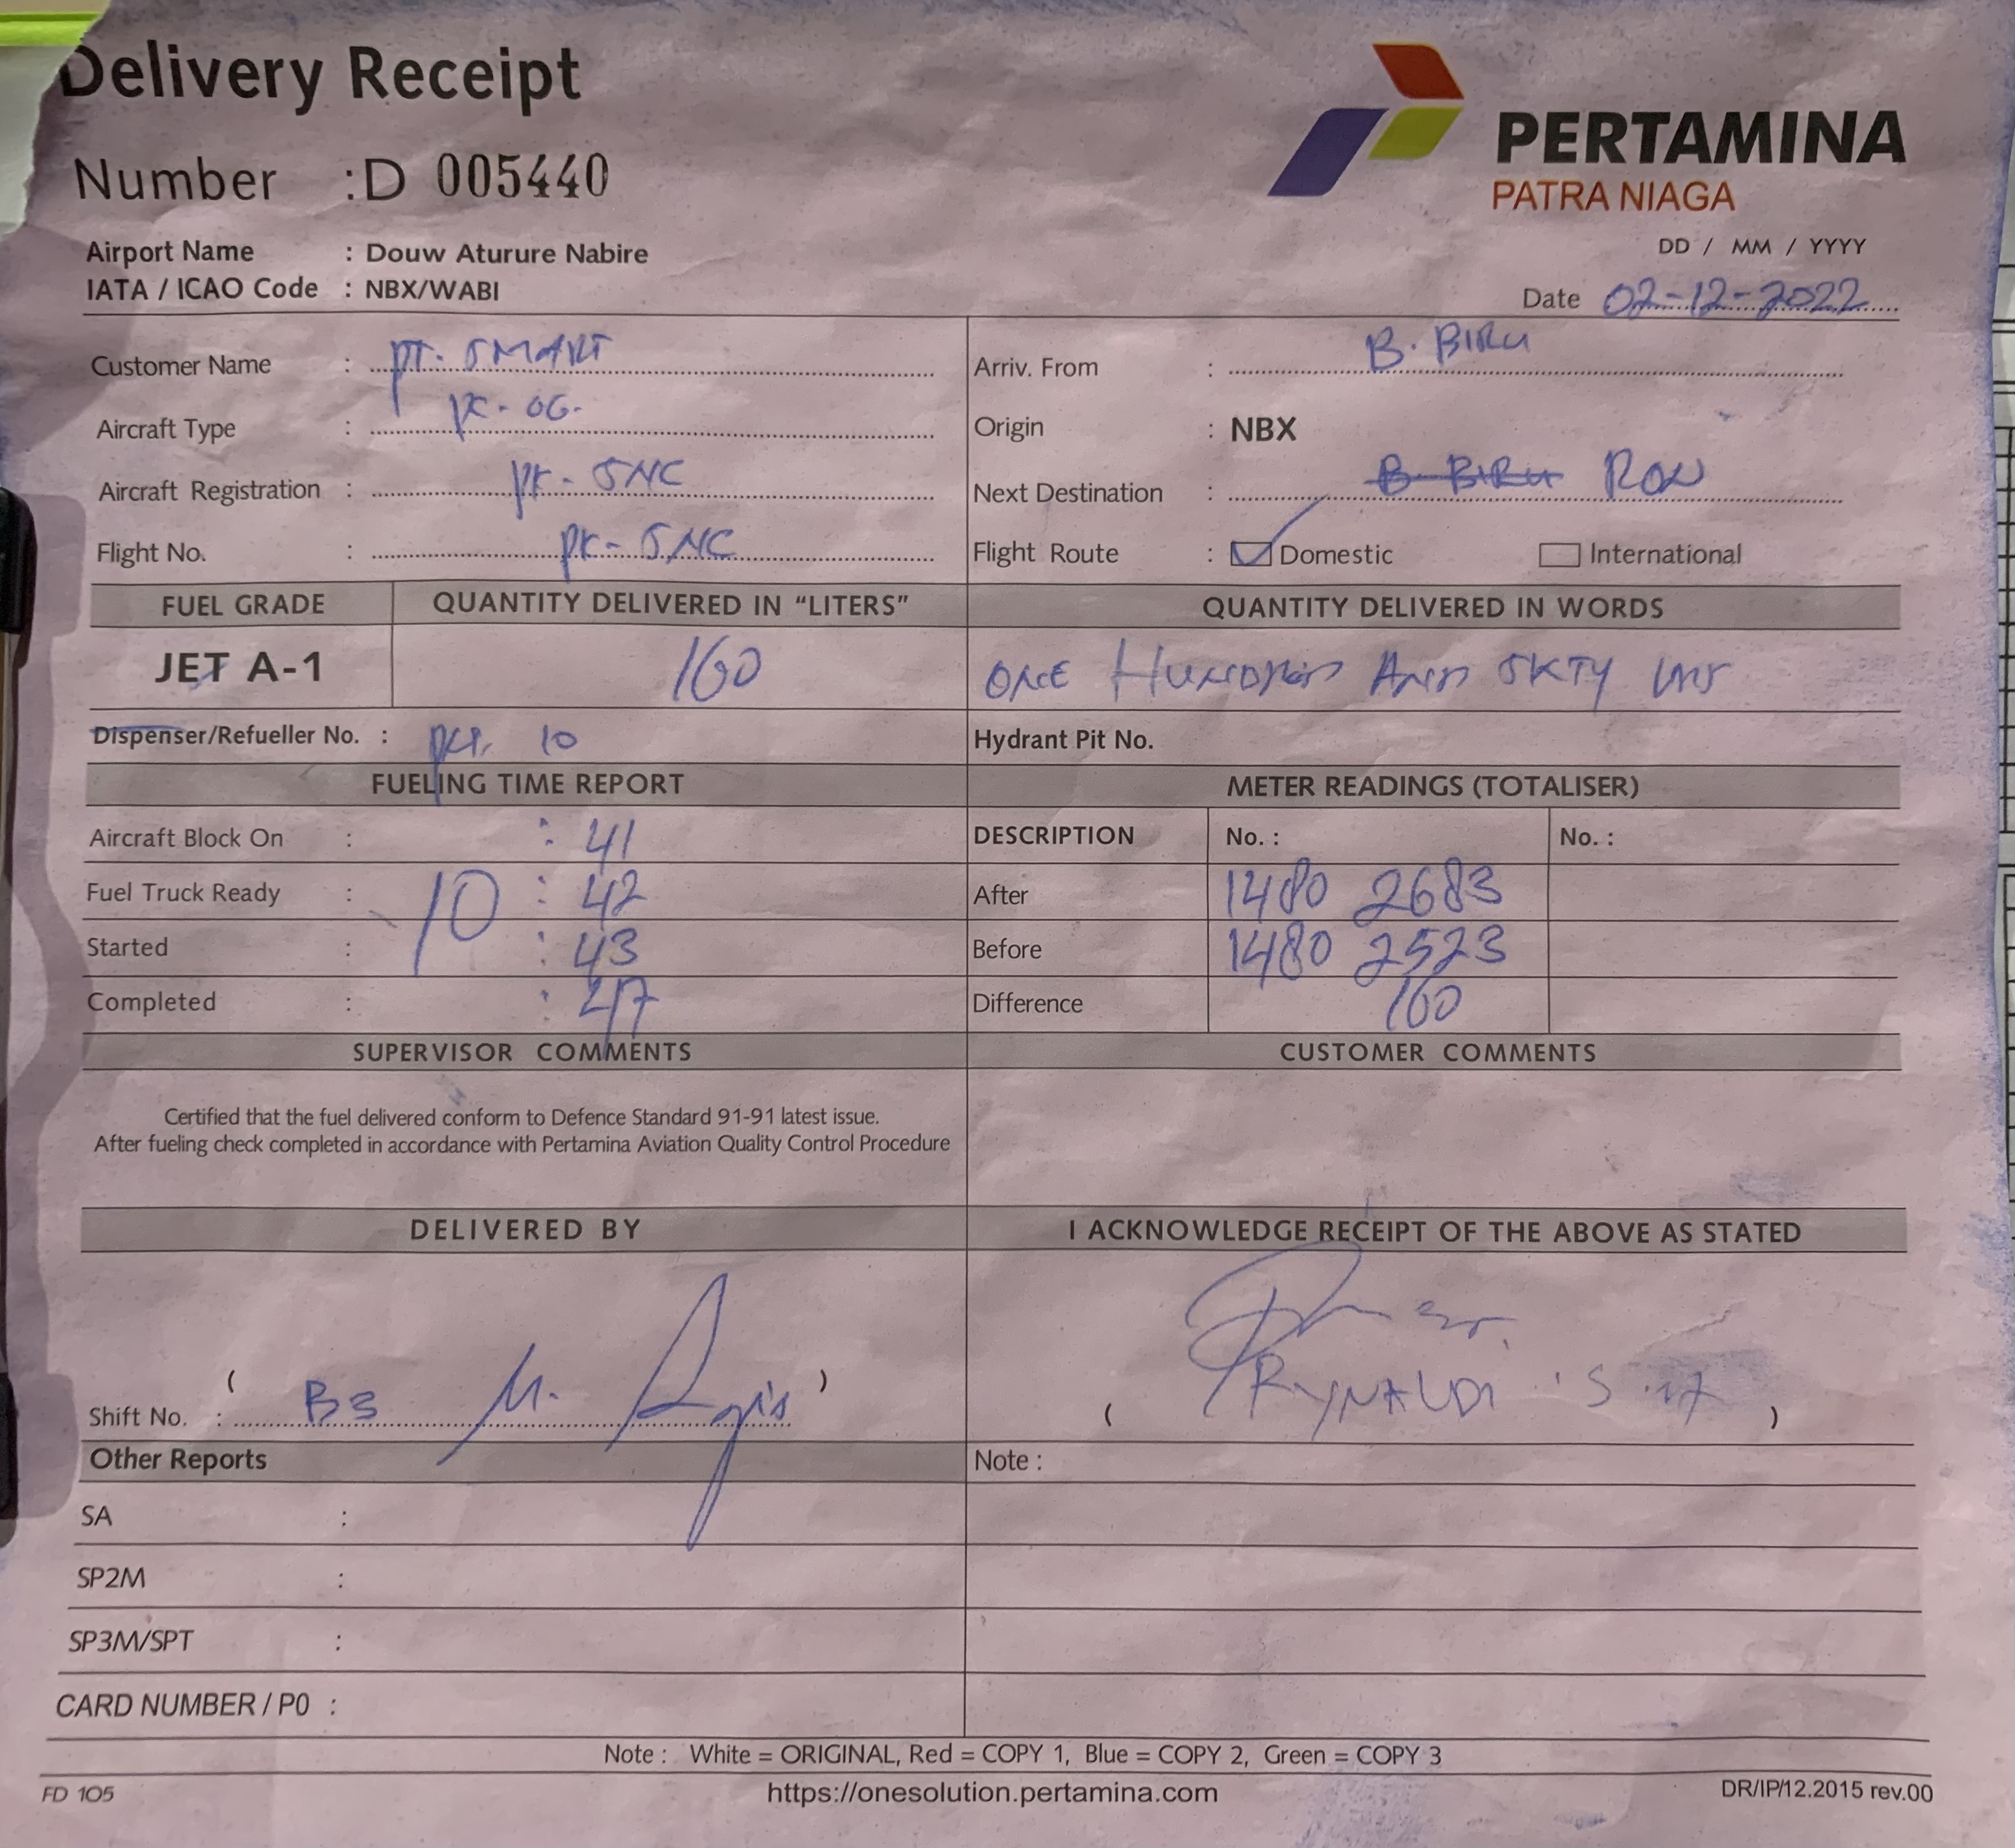 Delivery Receipt
PERTAMINA
PATRA NIAGA
Number : D 005440
Airport Name : Douw Aturure Nabire
IATA / ICAO Code : NBX/WABI
DD / MM / YYYY
Date 02-12-2022
Customer Name : PT. SMART
Arriv. From : B. BIRU
Aircraft Type : PC-06.
Origin : NBX
Aircraft Registration : PK-SNC
Next Destination : B BIRU
Flight No. : PK-SNC
Flight Route : Domestic International
FUEL GRADE QUANTITY DELIVERED IN “LITERS” QUANTITY DELIVERED IN WORDS
JET A-1 160 ONE HUNDRED AND SIXTY
Dispenser/Refueller No. : 10
Hydrant Pit No.
FUELING TIME REPORT METER READINGS (TOTALISER)
Aircraft Block On : : 41
DESCRIPTION No. : No. :
Fuel Truck Ready : 10 : 42
After 1480 2683
Started : : 43
Before 1480 2523
Completed : : 47
Difference 160
SUPERVISOR COMMENTS CUSTOMER COMMENTS
Certified that the fuel delivered conform to Defence Standard 91-91 latest issue.
After fueling check completed in accordance with Pertamina Aviation Quality Control Procedure
DELIVERED BY I ACKNOWLEDGE RECEIPT OF THE ABOVE AS STATED
( )
Shift No. : B3 M.
( RYNALDI )
Other Reports Note :
SA :
SP2M :
SP3M/SPT :
CARD NUMBER / P0 :
Note : White = ORIGINAL, Red = COPY 1, Blue = COPY 2, Green = COPY 3
FD 105 https://onesolution.pertamina.com DR/IP/12.2015 rev.00